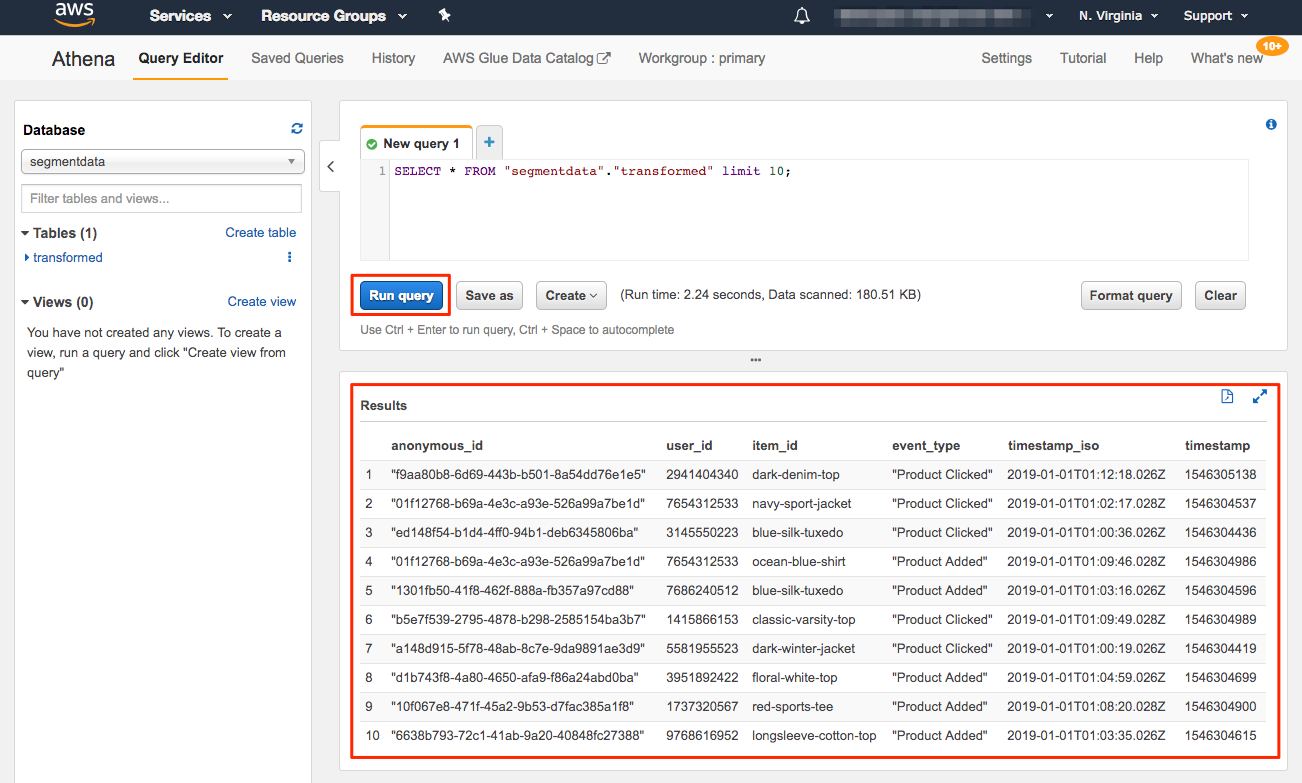 aws Services Resource Groups N. Virginia Support
Athena Query Editor Saved Queries History AWS Glue Data Catalog Workgroup : primary Settings Tutorial Help What's new 10+
Database
segmentdata
Filter tables and views...
Tables (1) Create table
transformed
Views (0) Create view
You have not created any views. To create a
view, run a query and click "Create view from
query"
New query 1
1 SELECT * FROM "segmentdata"."transformed" limit 10;
Run query Save as Create (Run time: 2.24 seconds, Data scanned: 180.51 KB) Format query Clear
Use Ctrl + Enter to run query, Ctrl + Space to autocomplete
Results
anonymous_id user_id item_id event_type timestamp_iso timestamp
1 "f9aa80b8-6d69-443b-b501-8a54dd76e1e5" 2941404340 dark-denim-top "Product Clicked" 2019-01-01T01:12:18.026Z 1546305138
2 "01f12768-b69a-4e3c-a93e-526a99a7be1d" 7654312533 navy-sport-jacket "Product Clicked" 2019-01-01T01:02:17.028Z 1546304537
3 "ed148f54-b1d4-4ff0-94b1-deb6345806ba" 3145550223 blue-silk-tuxedo "Product Clicked" 2019-01-01T01:00:36.026Z 1546304436
4 "01f12768-b69a-4e3c-a93e-526a99a7be1d" 7654312533 ocean-blue-shirt "Product Added" 2019-01-01T01:09:46.028Z 1546304986
5 "1301fb50-41f8-462f-888a-fb357a97cd88" 7686240512 blue-silk-tuxedo "Product Added" 2019-01-01T01:03:16.026Z 1546304596
6 "b5e7f539-2795-4878-b298-2585154ba3b7" 1415866153 classic-varsity-top "Product Clicked" 2019-01-01T01:09:49.028Z 1546304989
7 "a148d915-5f78-48ab-8c7e-9da9891ae3d9" 5581955523 dark-winter-jacket "Product Clicked" 2019-01-01T01:00:19.026Z 1546304419
8 "d1b743f8-4a80-4650-afa9-f86a24abd0ba" 3951892422 floral-white-top "Product Added" 2019-01-01T01:04:59.026Z 1546304699
9 "10f067e8-471f-45a2-9b53-d7fac385a1f8" 1737320567 red-sports-tee "Product Added" 2019-01-01T01:08:20.028Z 1546304900
10 "6638b793-72c1-41ab-9a20-40848fc27388" 9768616952 longsleeve-cotton-top "Product Added" 2019-01-01T01:03:35.026Z 1546304615